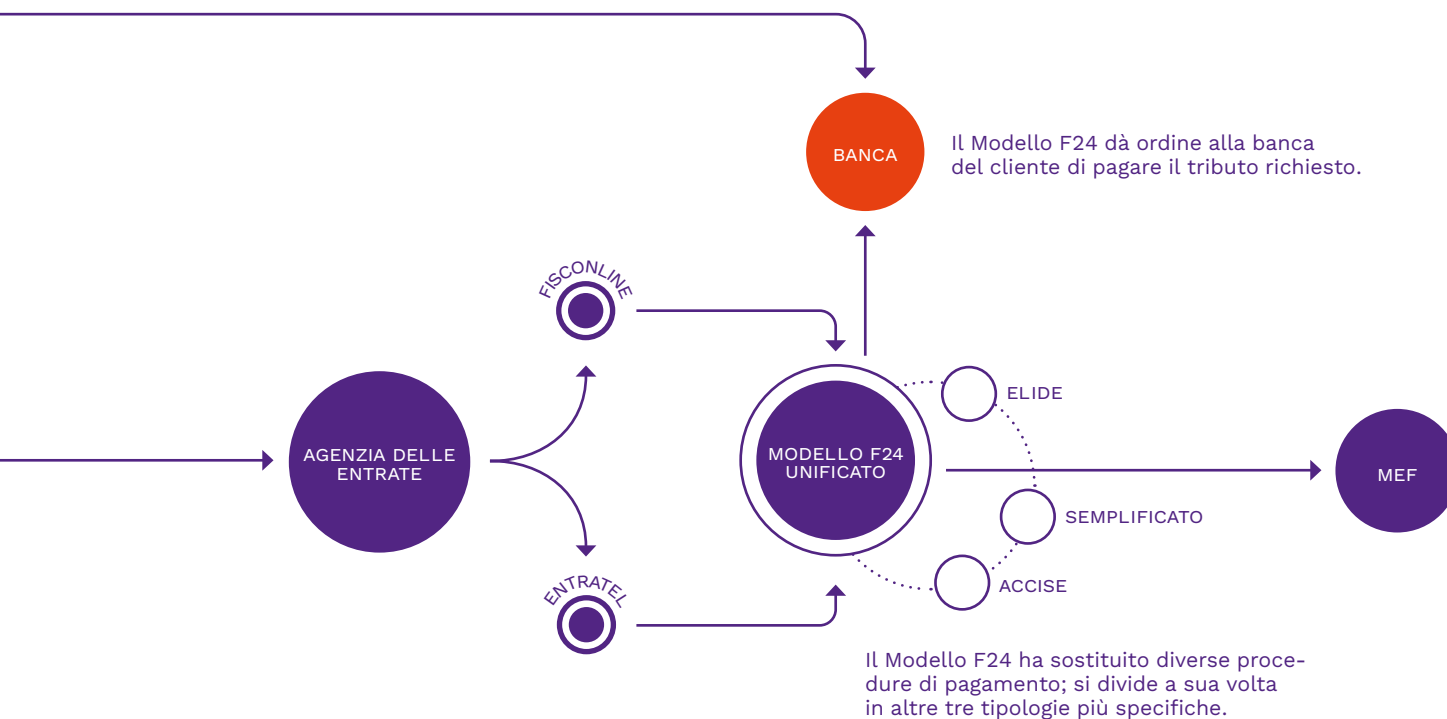 BANCA
Il Modello F24 dà ordine alla banca
del cliente di pagare il tributo richiesto.
FISCONLINE
ELIDE
AGENZIA DELLE
ENTRATE
MODELLO F24
UNIFICATO
MEF
SEMPLIFICATO
ACCISE
ENTRATEL
Il Modello F24 ha sostituito diverse proce-
dure di pagamento; si divide a sua volta
in altre tre tipologie più specifiche.